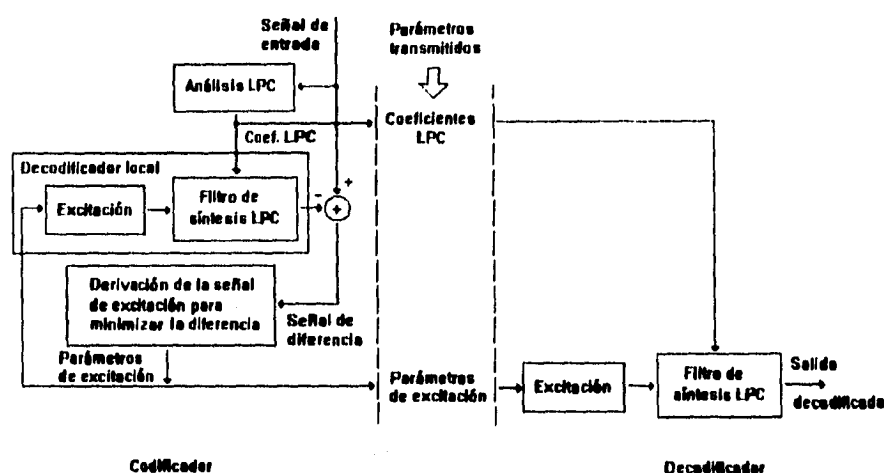 Señal de
entrada
Parámetros
transmitidos
Análisis LPC
Coef. LPC
Coeficientes
LPC
Decodificador local
Excitación
Filtro de
síntesis LPC
-
+
+
Derivación de la señal
de excitación para
minimizar la diferencia
Señal de
diferencia
Parámetros
de excitación
Parámetros
de excitación
Excitación
Filtro de
síntesis LPC
Salida
decodificada
Codificador
Decodificador